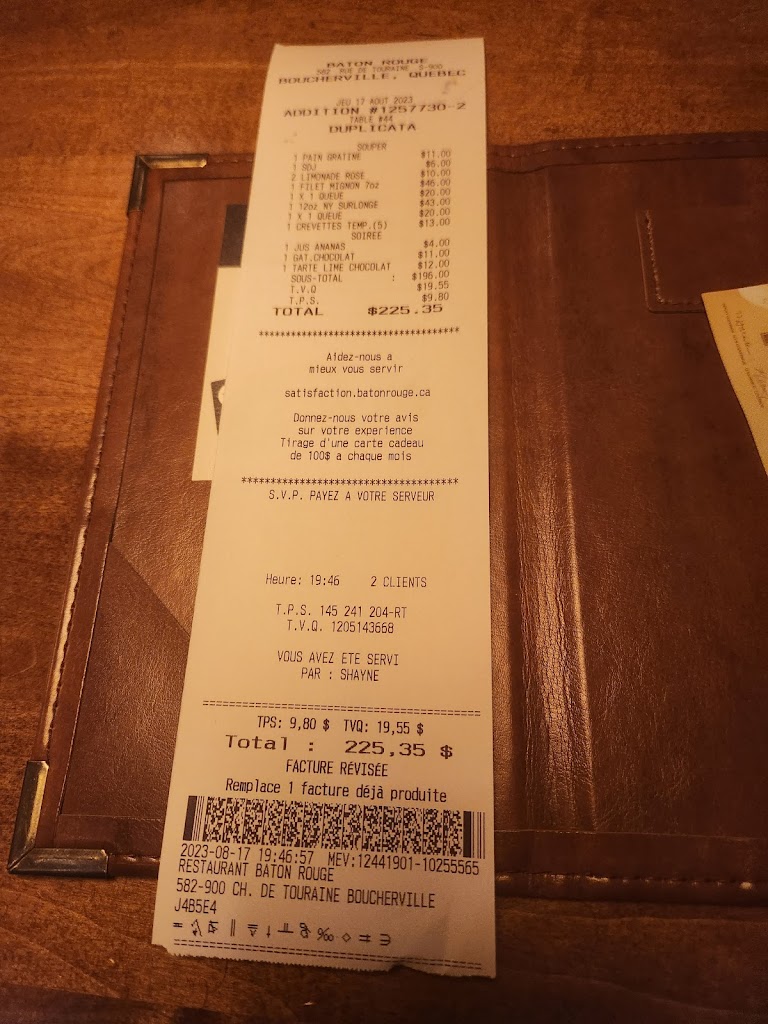 BATON ROUGE
582 RUE DE TOURAINE S-900
BOUCHERVILLE, QUEBEC
JEU 17 AOUT 2023
ADDITION #1257730-2
TABLE #44
DUPLICATA
SOUPER
1 PAIN GRATINE $11.00
1 SDJ $6.00
2 LIMONADE ROSE $10.00
1 FILET MIGNON 7oz $46.00
1 X 1 QUEUE $20.00
1 12oz NY SURLONGE $43.00
1 X 1 QUEUE $20.00
1 CREVETTES TEMP.(5) $13.00
SOIREE
1 JUS ANANAS $4.00
1 GAT.CHOCOLAT $11.00
1 TARTE LIME CHOCOLAT $12.00
SOUS-TOTAL : $196.00
T.V.Q $19.55
T.P.S. $9.80
TOTAL $225.35
****************************************
Aidez-nous a
mieux vous servir
satisfaction.batonrouge.ca
Donnez-nous votre avis
sur votre experience
Tirage d'une carte cadeau
de 100$ a chaque mois
****************************************
S.V.P. PAYEZ A VOTRE SERVEUR
Heure: 19:46 2 CLIENTS
T.P.S. 145 241 204-RT
T.V.Q. 1205143668
VOUS AVEZ ETE SERVI
PAR : SHAYNE
========================================
TPS: 9,80 $ TVQ: 19,55 $
Total : 225,35 $
FACTURE RÉVISÉE
Remplace 1 facture déjà produite
2023-08-17 19:46:57 MEV:12441901-10255565
RESTAURANT BATON ROUGE
582-900 CH. DE TOURAINE BOUCHERVILLE
J4B5E4
========================================